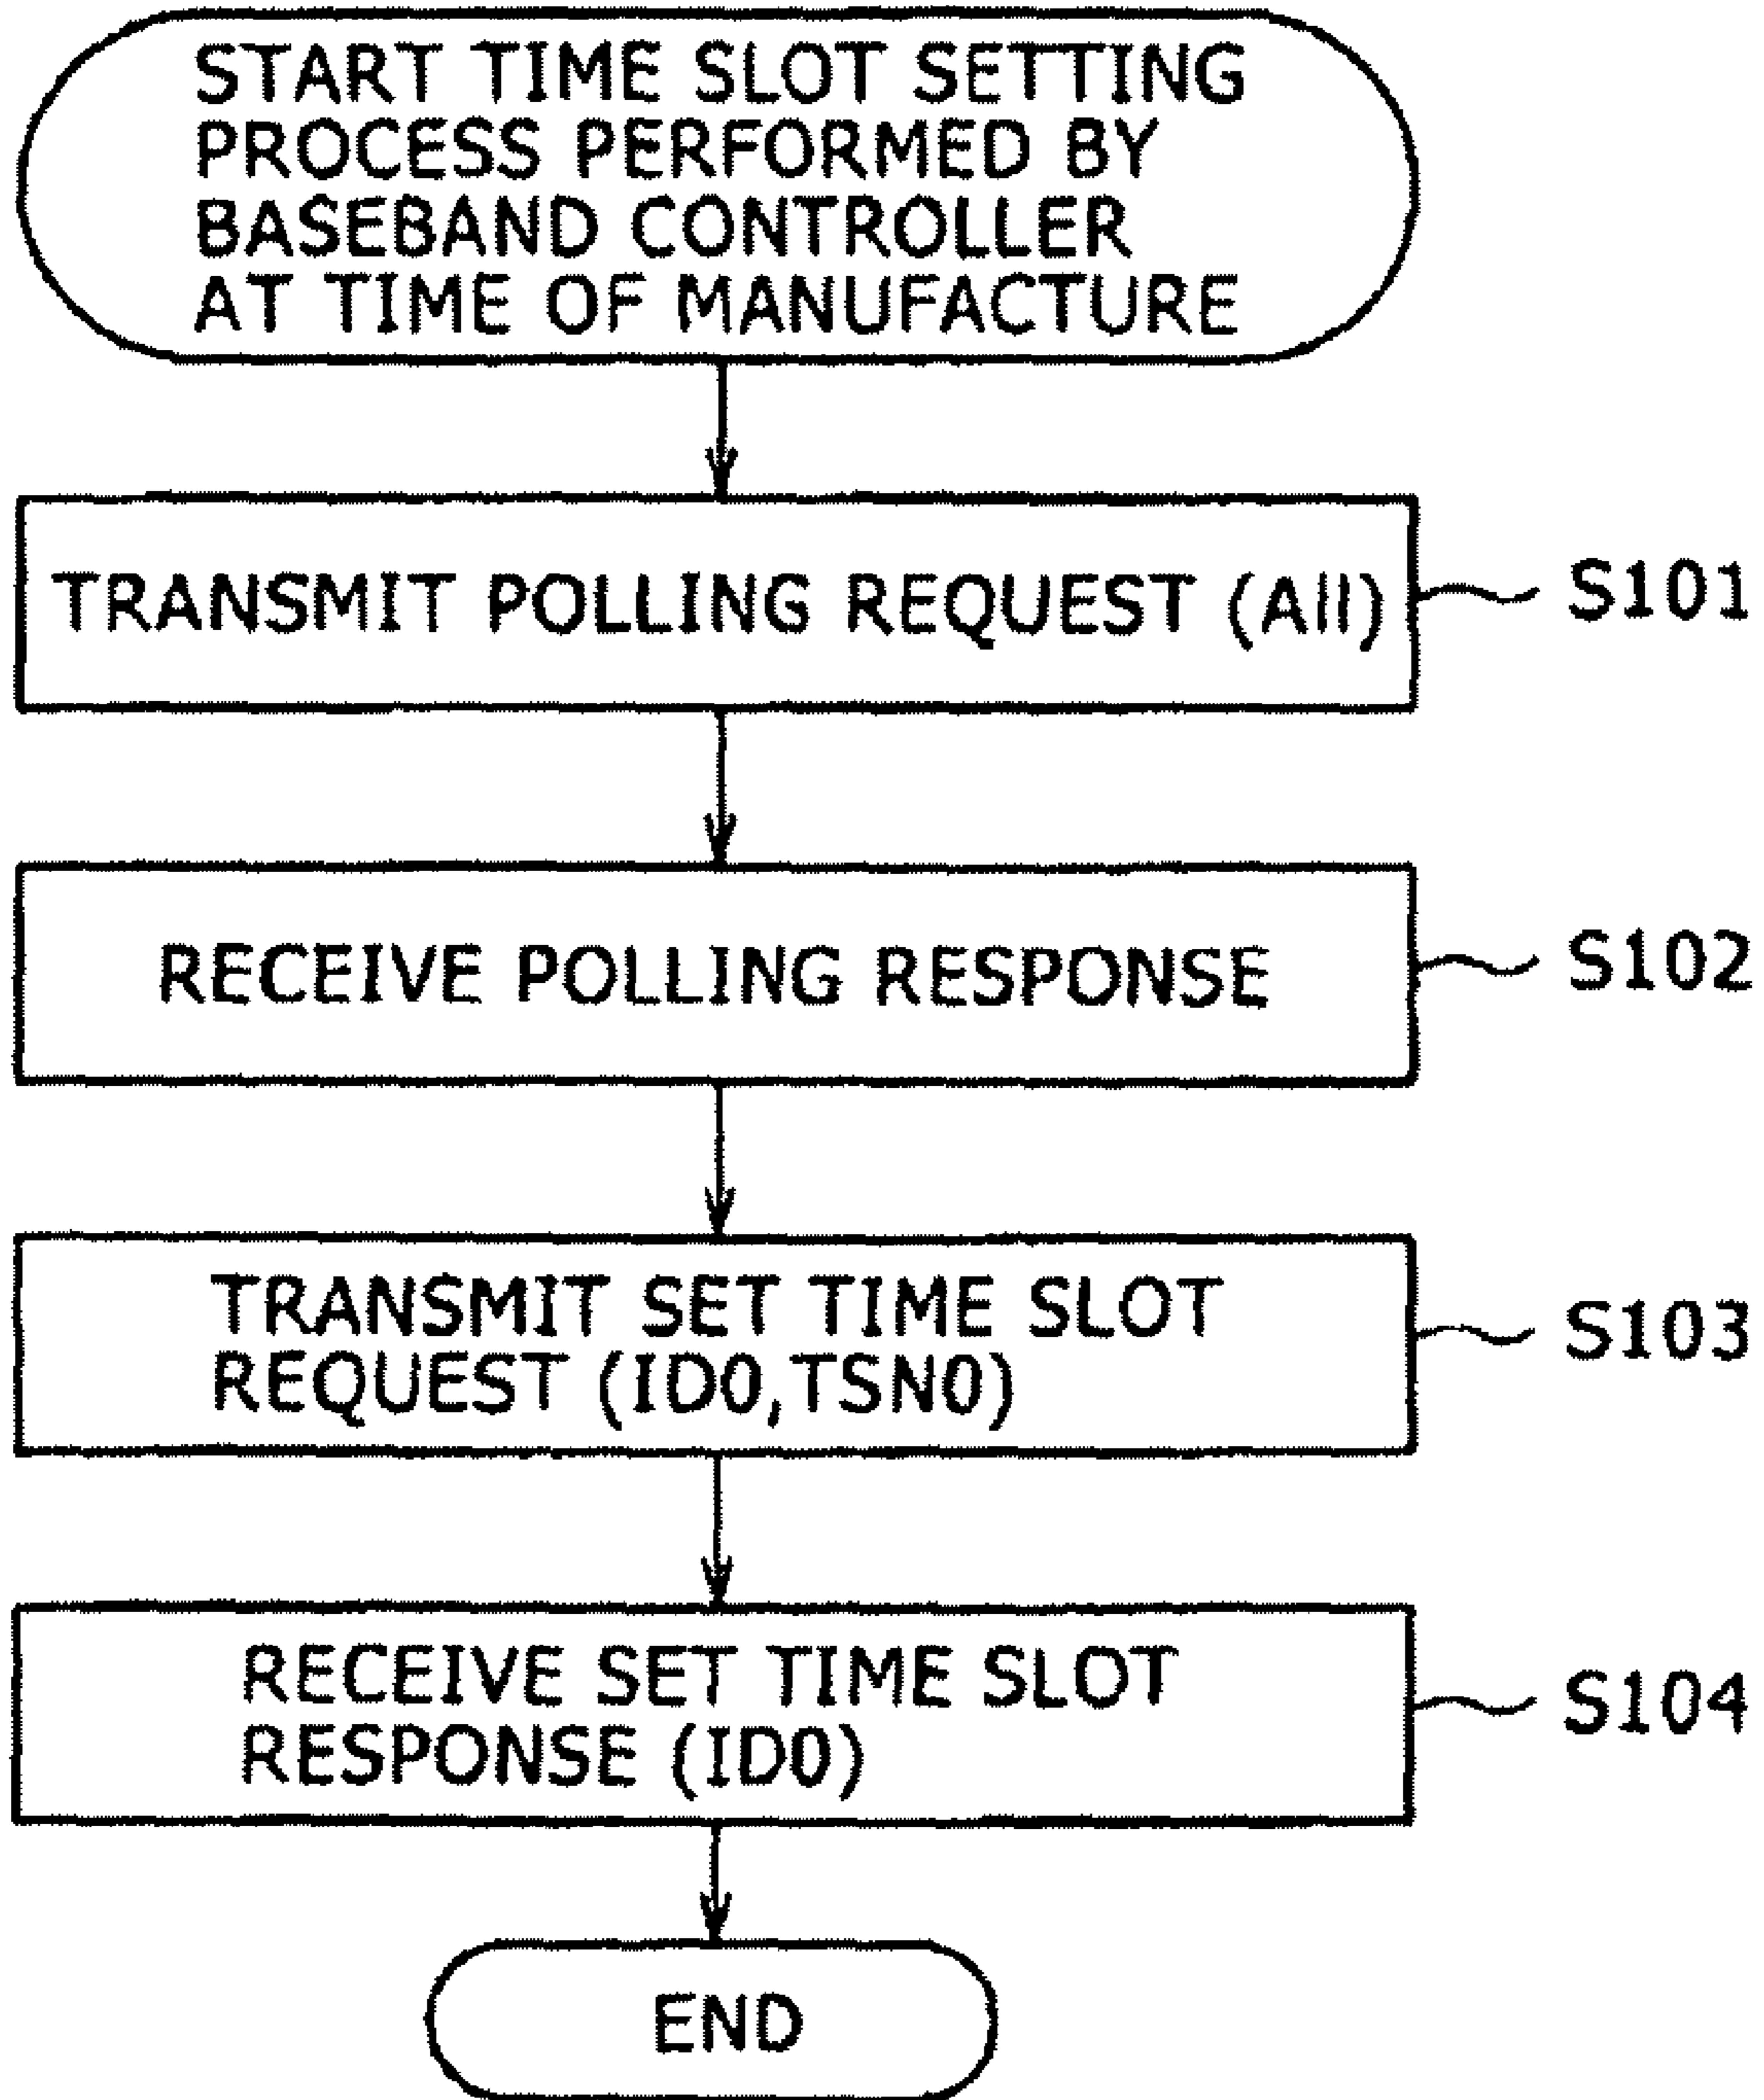 START TIME SLOT SETTING
PROCESS PERFORMED BY
BASEBAND CONTROLLER
AT TIME OF MANUFACTURE
TRANSMIT POLLING REQUEST (All)
S101
RECEIVE POLLING RESPONSE
S102
TRANSMIT SET TIME SLOT
REQUEST (ID0,TSN0)
S103
RECEIVE SET TIME SLOT
RESPONSE (ID0)
S104
END